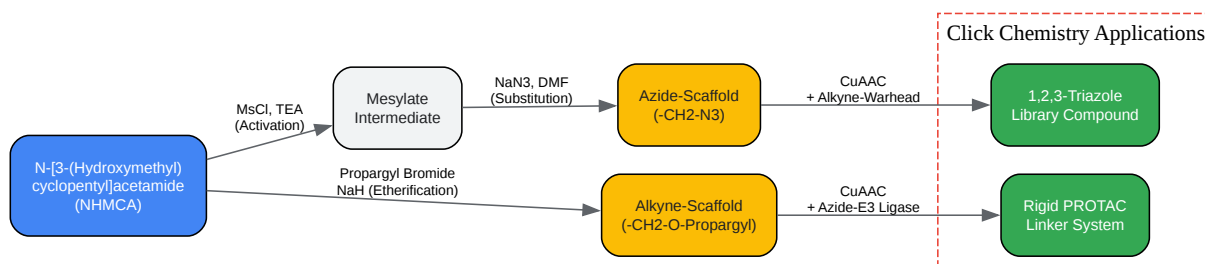 Click Chemistry Applications
N-[3-(Hydroxymethyl)
cyclopentyl]acetamide
(NHMCA)
MsCl, TEA
(Activation)
Mesylate
Intermediate
NaN3, DMF
(Substitution)
Azide-Scaffold
(-CH2-N3)
CuAAC
+ Alkyne-Warhead
1,2,3-Triazole
Library Compound
Propargyl Bromide
NaH (Etherification)
Alkyne-Scaffold
(-CH2-O-Propargyl)
CuAAC
+ Azide-E3 Ligase
Rigid PROTAC
Linker System